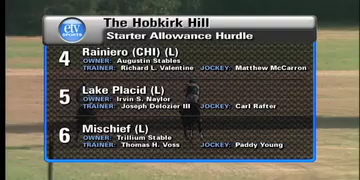 etv
SPORTS
The Hobkirk Hill
Starter Allowance Hurdle
4
Rainiero (CHI) (L)
OWNER: Augustin Stables
TRAINER: Richard L. Valentine JOCKEY: Matthew McCarron
5
Lake Placid (L)
OWNER: Irvin S. Naylor
TRAINER: Joseph Delozier III JOCKEY: Carl Rafter
6
Mischief (L)
OWNER: Trillium Stable
TRAINER: Thomas H. Voss JOCKEY: Paddy Young